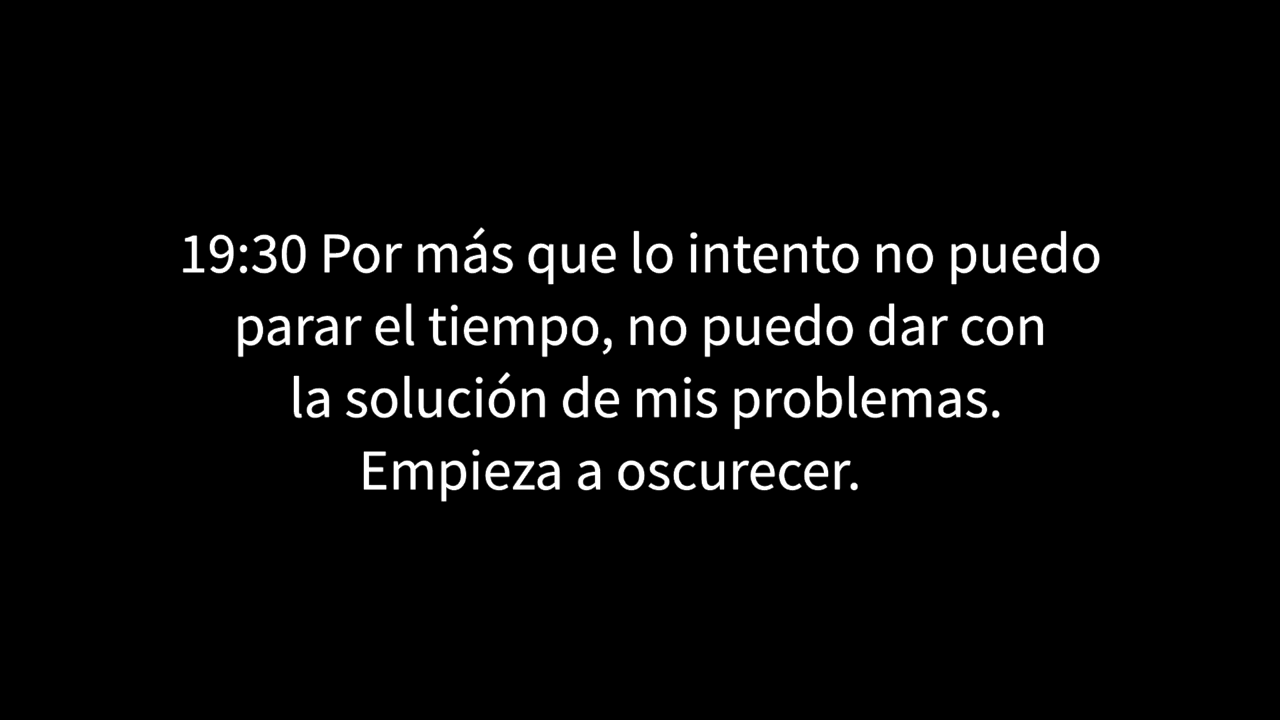 19:30 Por más que lo intento no puedo
parar el tiempo, no puedo dar con
la solución de mis problemas.
Empieza a oscurecer.